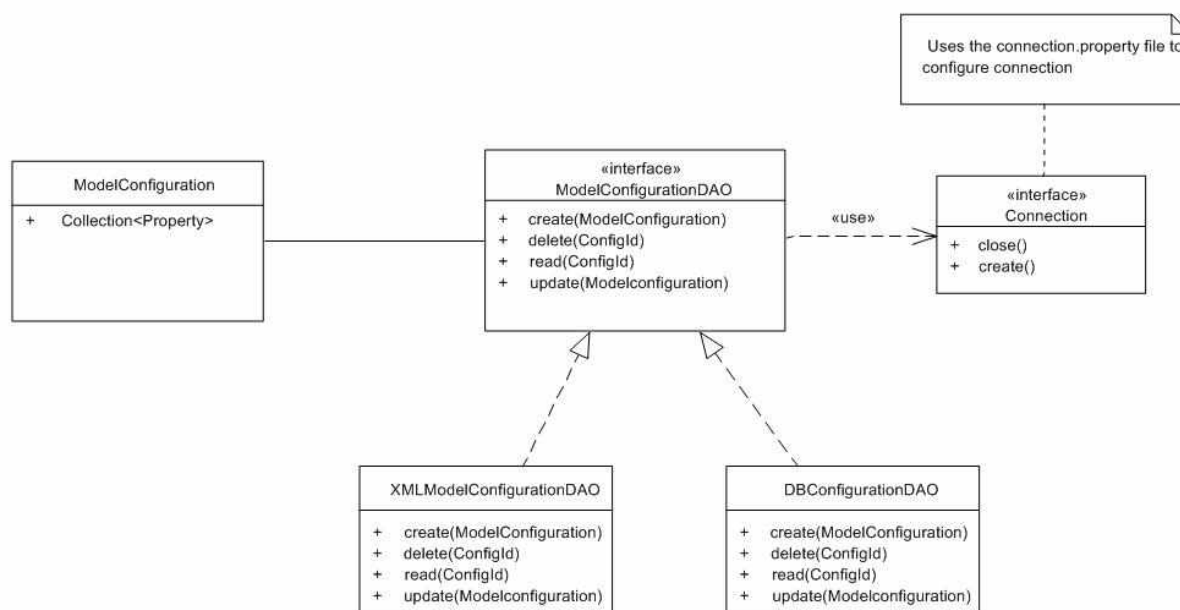 Uses the connection.property file to
configure connection
ModelConfiguration
+ Collection<Property>
«interface»
ModelConfigurationDAO
+ create(ModelConfiguration)
+ delete(ConfigId)
+ read(ConfigId)
+ update(Modelconfiguration)
«use»
«interface»
Connection
+ close()
+ create()
XMLModelConfigurationDAO
+ create(ModelConfiguration)
+ delete(ConfigId)
+ read(ConfigId)
+ update(Modelconfiguration)
DBConfigurationDAO
+ create(ModelConfiguration)
+ delete(ConfigId)
+ read(ConfigId)
+ update(Modelconfiguration)